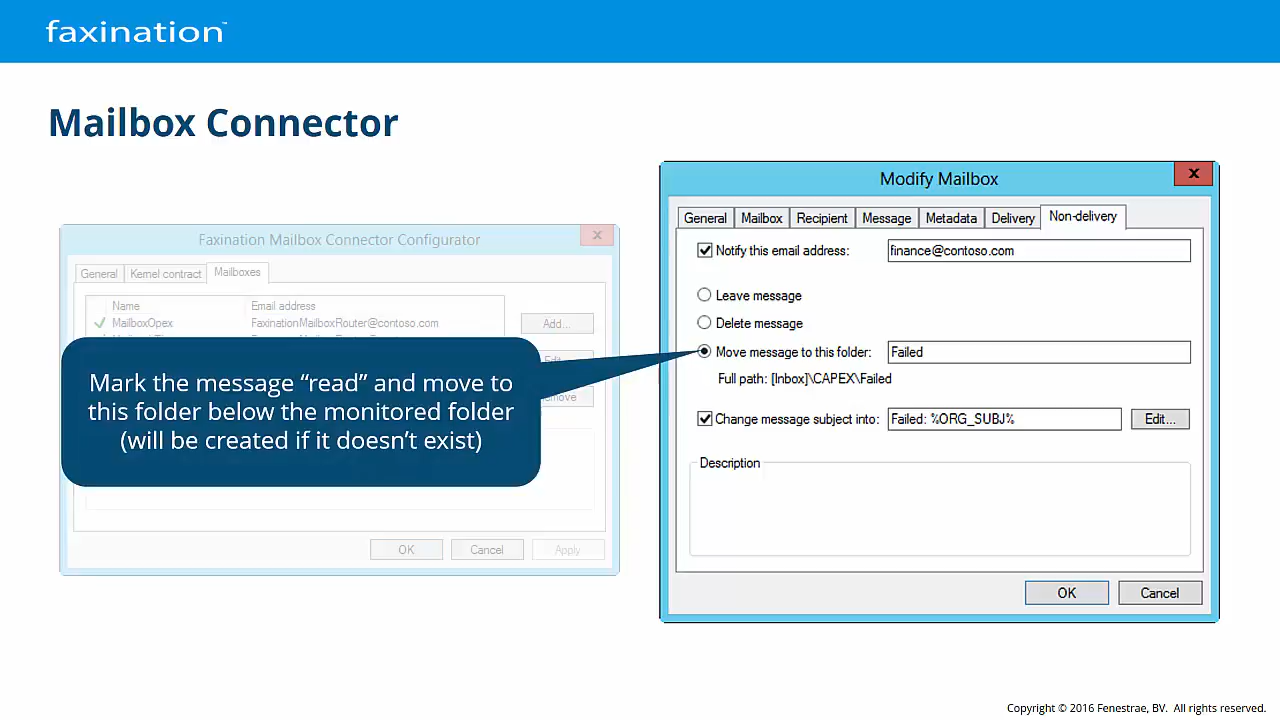 faxination™
Mailbox Connector
Faxination Mailbox Connector Configurator
x
General
Kernel contract
Mailboxes
Name
Email address
MailboxOpex
FaxinationMailboxRouter@contoso.com
Add...
Mark the message “read” and move to
this folder below the monitored folder
(will be created if it doesn’t exist)
OK
Cancel
Apply
Modify Mailbox
x
General
Mailbox
Recipient
Message
Metadata
Delivery
Non-delivery
Notify this email address:
finance@contoso.com
Leave message
Delete message
Move message to this folder:
Failed
Full path: [Inbox]\CAPEX\Failed
Change message subject into:
Failed: %ORG_SUBJ%
Edit...
Description
OK
Cancel
Copyright © 2016 Fenestrae, BV. All rights reserved.